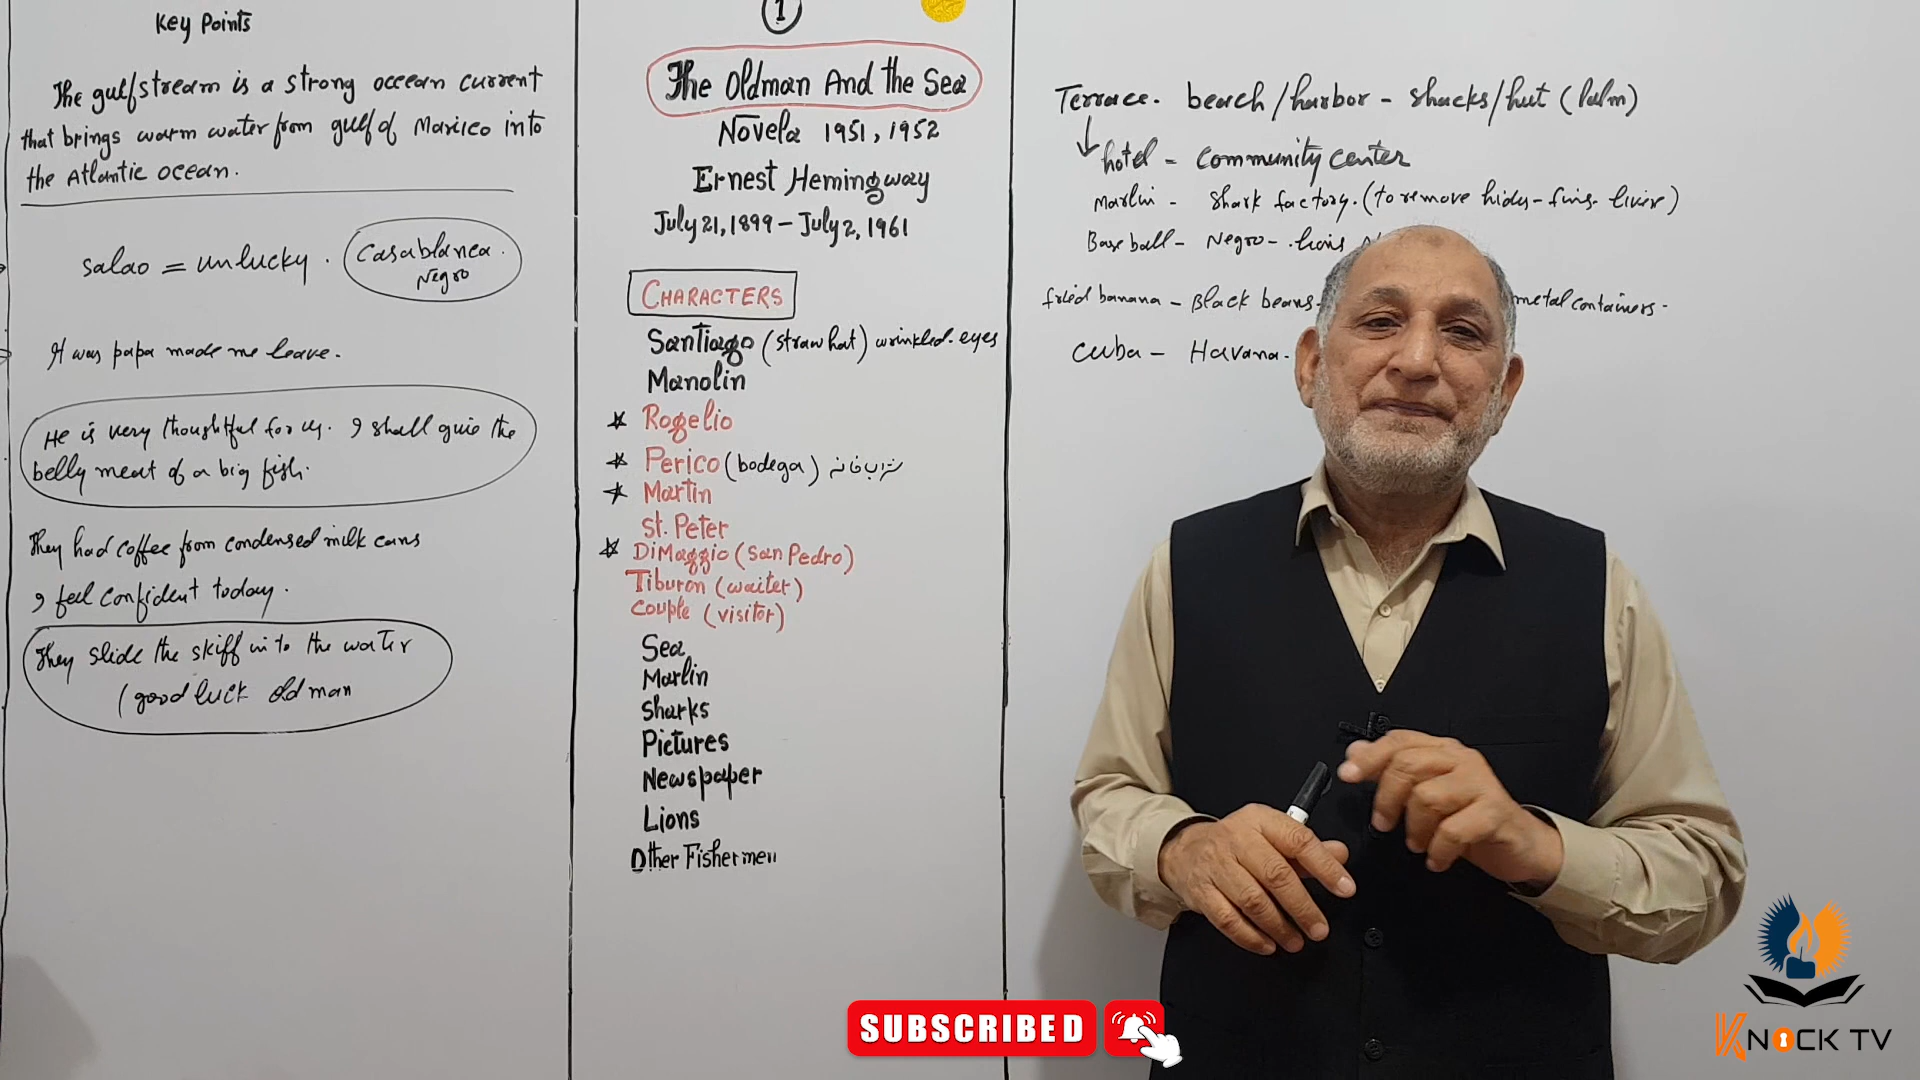 Key Points
The gulfstream is a strong occean current
that brings warm water from gulf of Maxico into
the Atlantic ocean.
salao = unlucky. Casablanca.
Negro
It was papa made me leave.
He is very thoughtful for us. I shall give the
belly meat of a big fish.
They had coffee from condensed milk cans
I feel confident today.
They slide the skiff into the water
(good luck old man
1
The Oldman And the Sea
Novela 1951, 1952
Ernest Hemingway
July 21, 1899 – July 2, 1961
CHARACTERS
Santiago (straw hat) wrinkled-eyes
Manolin
Rogelio
Perico (bodega) شراب خانہ
Martin
St. Peter
DiMaggio (San Pedro)
Tiburon (waiter)
Couple (visitor)
Sea
Marlin
Sharks
Pictures
Newspaper
Lions
Other Fishermen
Terrace. beach/harbor – shacks/hut (palm)
hotel – community center
Marlin – shark factory. (to remove hides – fins – liver)
Base ball – Negro – lions
fried banana – Black beans – metal containers –
Cuba – Havana.
SUBSCRIBED
KNOCK TV